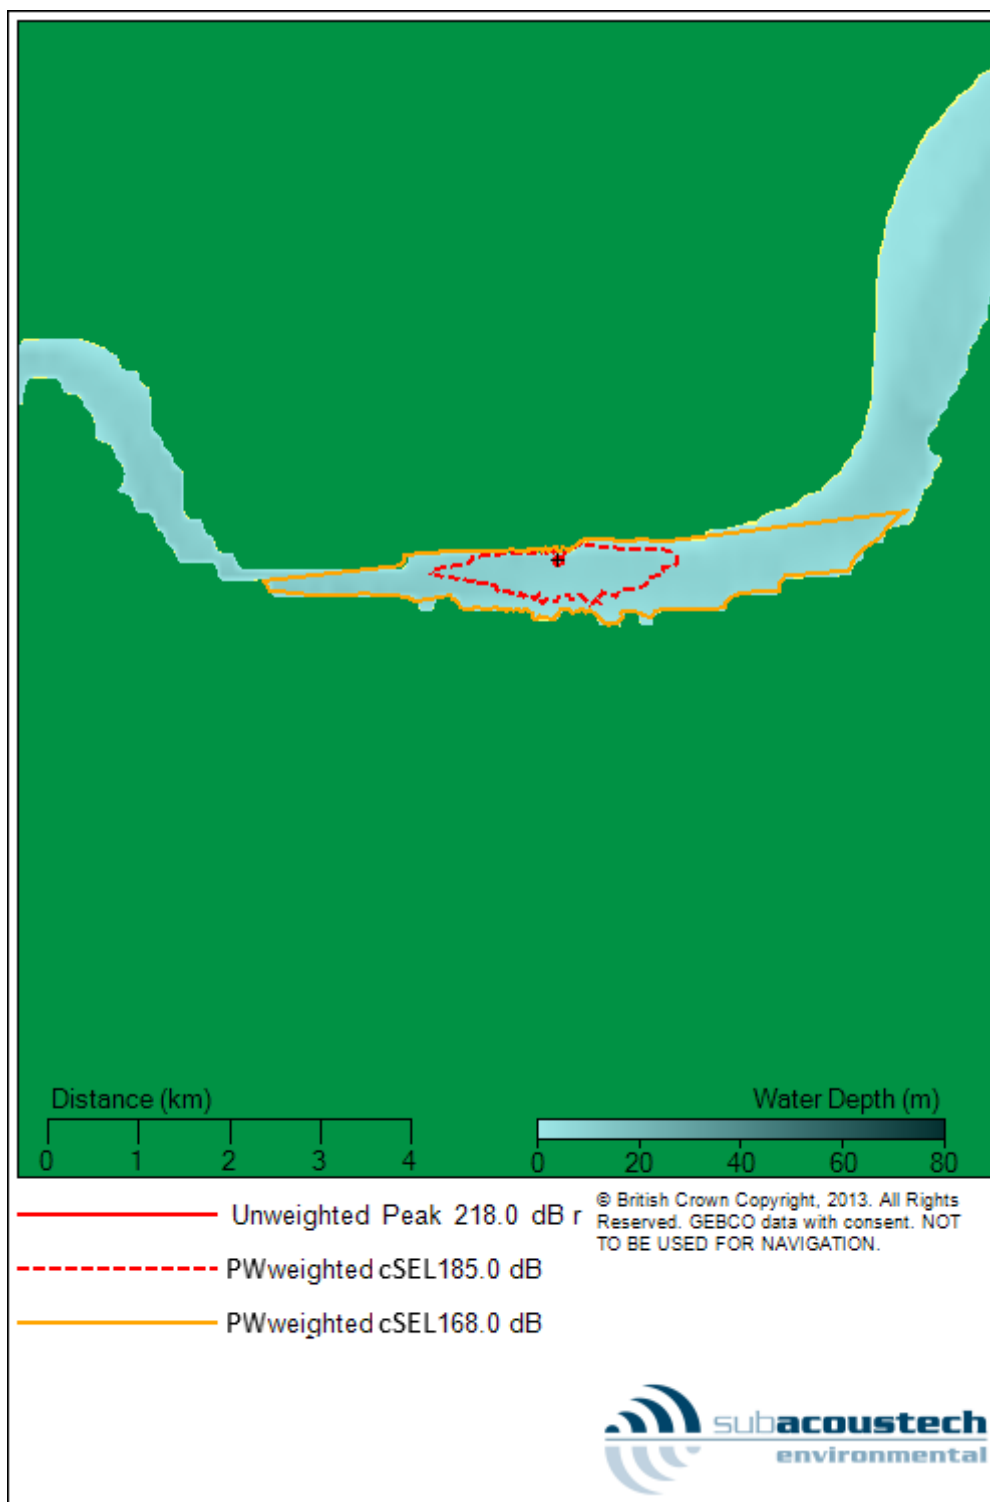 Distance (km)
0 1 2 3 4
Water Depth (m)
0 20 40 60 80
Unweighted Peak 218.0 dB r
© British Crown Copyright, 2013. All Rights
Reserved. GEBCO data with consent. NOT
TO BE USED FOR NAVIGATION.
PWweighted cSEL185.0 dB
PWweighted cSEL168.0 dB
subacoustech
environmental